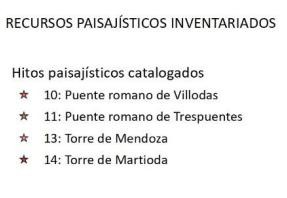 RECURSOS PAISAJÍSTICOS INVENTARIADOS
Hitos paisajísticos catalogados
10: Puente romano de Villodas
11: Puente romano de Trespuentes
13: Torre de Mendoza
14: Torre de Martioda